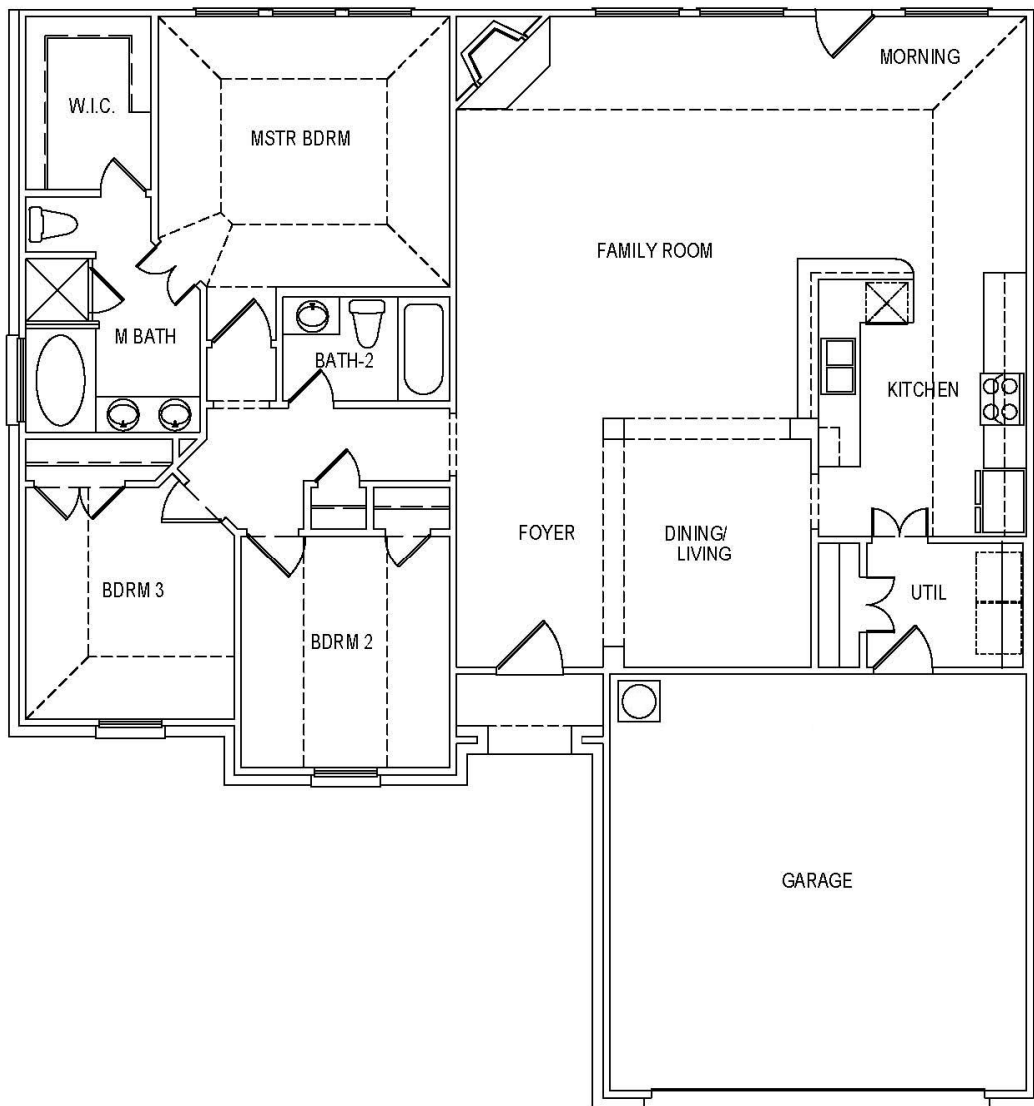 MORNING
W.I.C.
MSTR BDRM
FAMILY ROOM
M BATH
BATH-2
KITCHEN
FOYER
DINING/
LIVING
BDRM 3
UTIL
BDRM 2
GARAGE